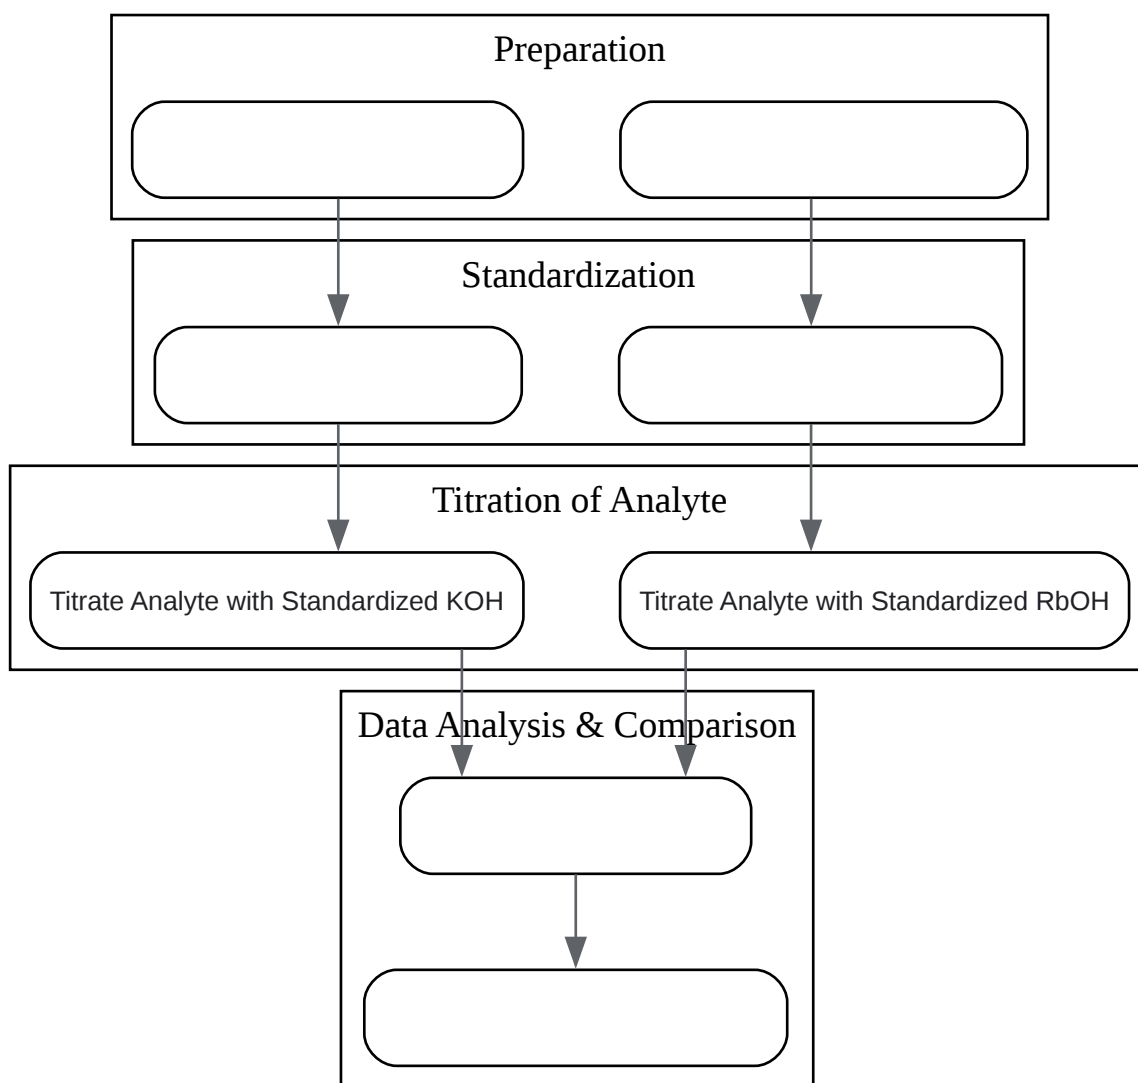 Preparation
Standardization
Titration of Analyte
Titrate Analyte with Standardized KOH
Titrate Analyte with Standardized RbOH
Data Analysis & Comparison